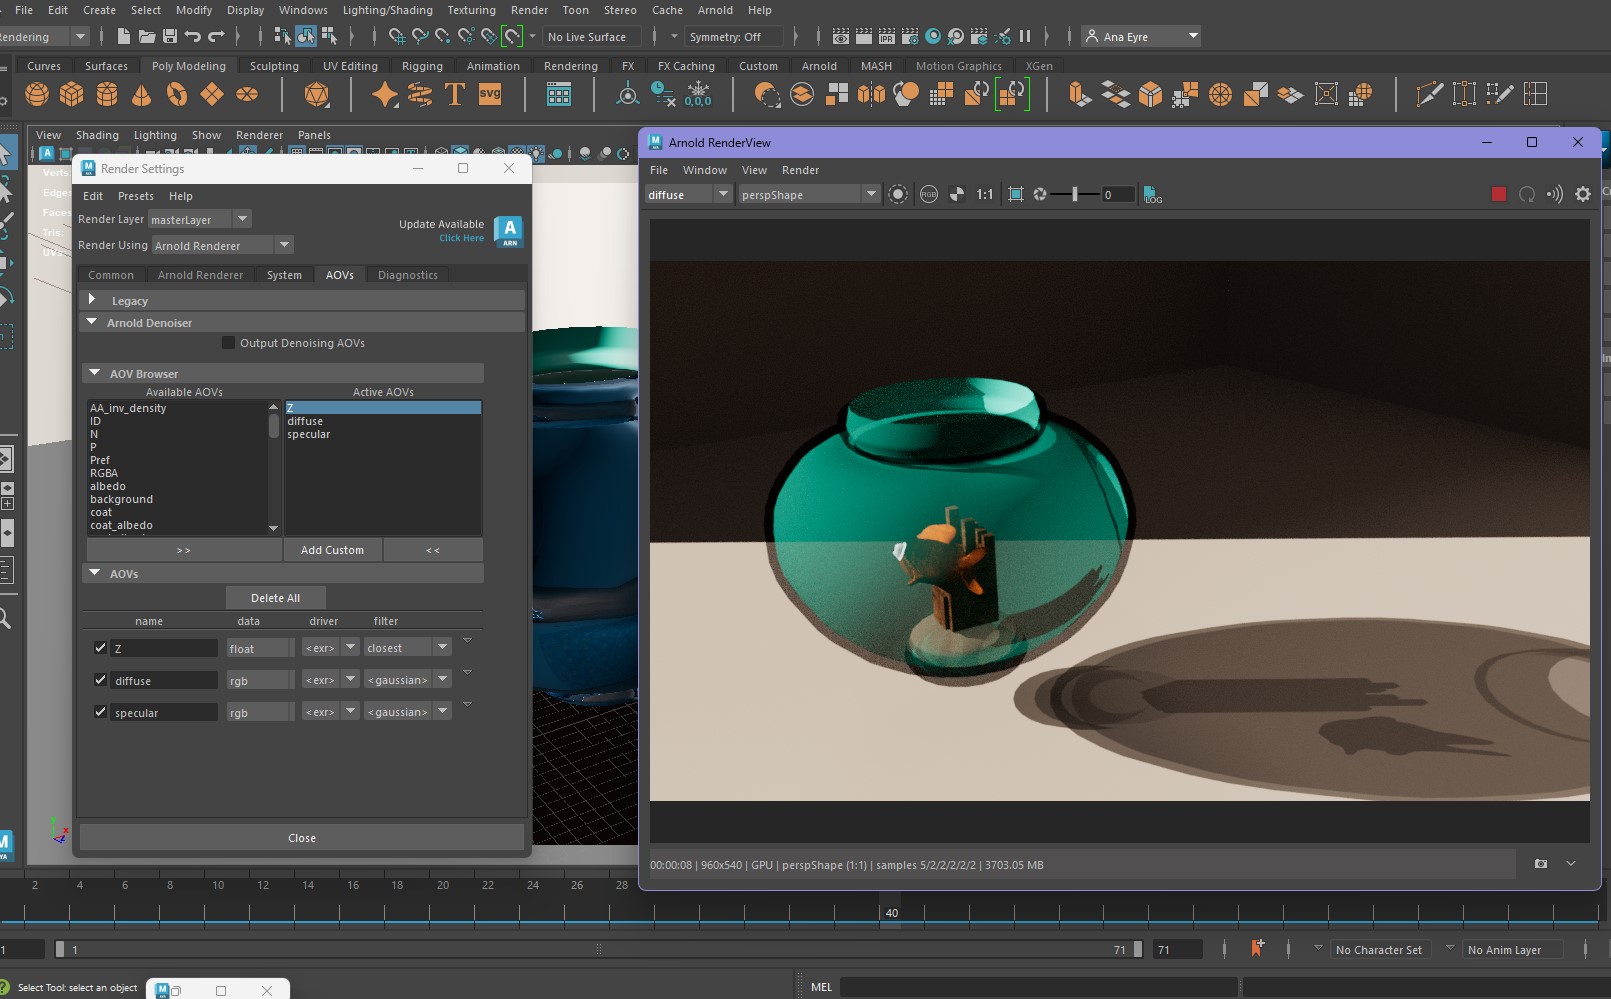 File Edit Create Select Modify Display Windows Lighting/Shading Texturing Render Toon Stereo Cache Arnold Help
No Live Surface Symmetry: Off IPR Ana Eyre
Curves Surfaces Poly Modeling Sculpting UV Editing Rigging Animation Rendering FX FX Caching Custom Arnold MASH Motion Graphics XGen
T SVG 0,0,0
View Shading Lighting Show Renderer Panels
Verts
Edge
Faces
Tris:
Render Settings
Edit Presets Help
Render Layer masterLayer
Update Available
Click Here
A
ARN
Render Using Arnold Renderer
Common Arnold Renderer System AOVs Diagnostics
Legacy
Arnold Denoiser
Output Denoising AOVs
AOV Browser
Available AOVs Active AOVs
AA_inv_density Z
ID diffuse
N specular
P
Pref
RGBA
albedo
background
coat
coat_albedo
>> Add Custom <<
AOVs
Delete All
name data driver filter
Z float <exr> closest
diffuse rgb <exr> <gaussian>
specular rgb <exr> <gaussian>
Close
Arnold RenderView
File Window View Render
diffuse perspShape RGB 1:1 0 LOG
00:00:08 | 960x540 | GPU | perspShape (1:1) | samples 5/2/2/2/2/2 | 3703.05 MB
2 4 6 8 10 12 14 16 18 20 22 24 26 28 40
1 1 71 71 No Character Set No Anim Layer
Select Tool: select an object MEL